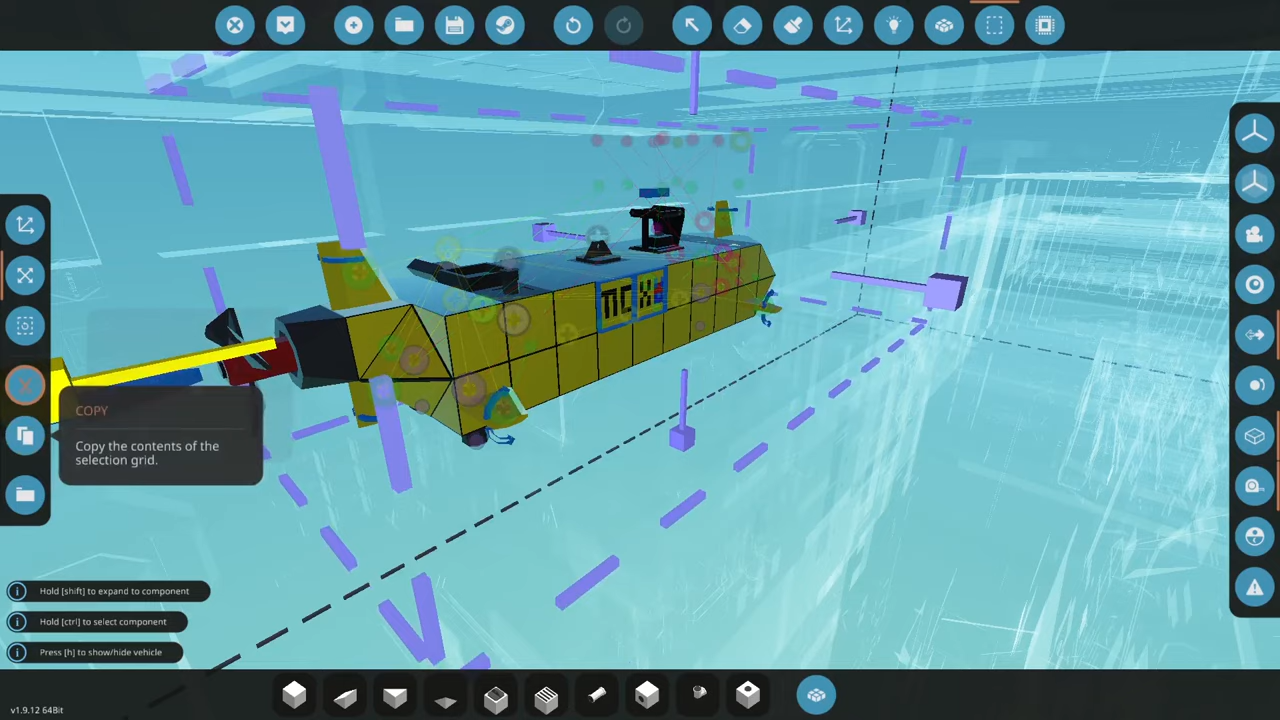 ПСХ
COPY
Copy the contents of the
selection grid.
Hold [shift] to expand to component
Hold [ctrl] to select component
Press [h] to show/hide vehicle
v1.9.12 64Bit